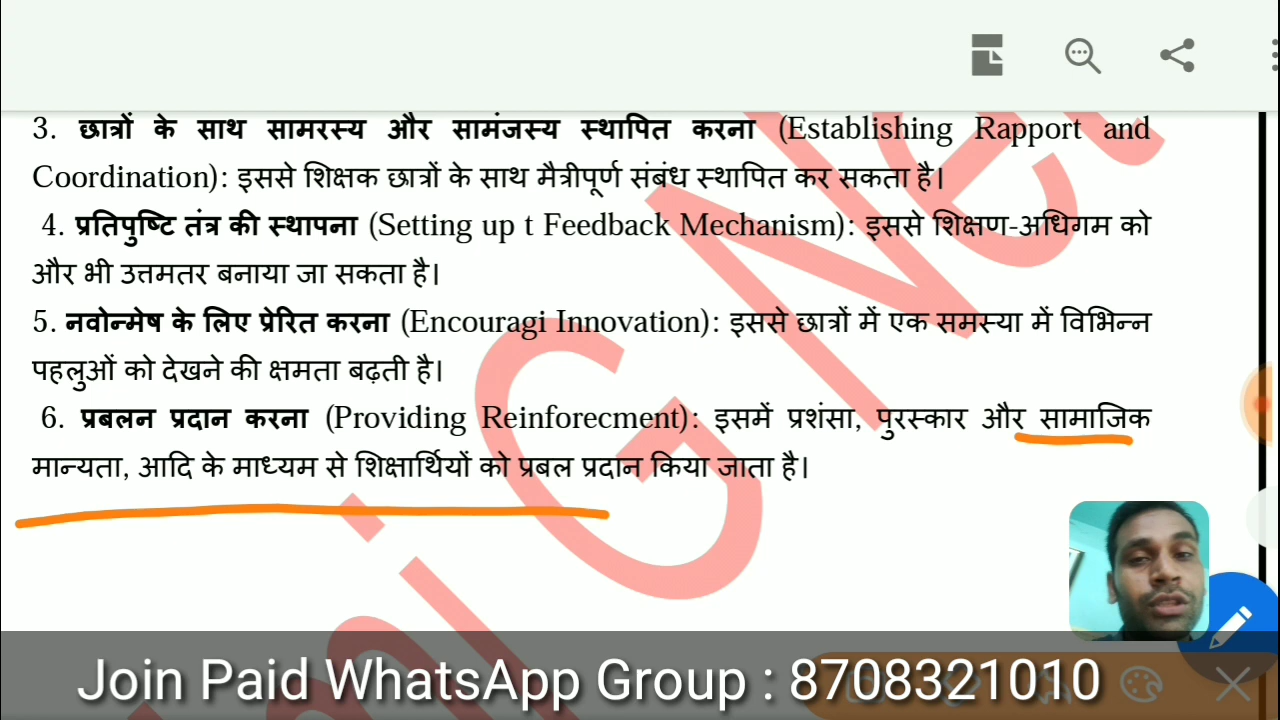 3. छात्रों के साथ सामरस्य और सामंजस्य स्थापित करना (Establishing Rapport and
Coordination): इससे शिक्षक छात्रों के साथ मैत्रीपूर्ण संबंध स्थापित कर सकता है।
4. प्रतिपुष्टि तंत्र की स्थापना (Setting up t Feedback Mechanism): इससे शिक्षण-अधिगम को
और भी उत्तमतर बनाया जा सकता है।
5. नवोन्मेष के लिए प्रेरित करना (Encouragi Innovation): इससे छात्रों में एक समस्या में विभिन्न
पहलुओं को देखने की क्षमता बढ़ती है।
6. प्रबलन प्रदान करना (Providing Reinforecment): इसमें प्रशंसा, पुरस्कार और सामाजिक
मान्यता, आदि के माध्यम से शिक्षार्थियों को प्रबल प्रदान किया जाता है।
Join Paid WhatsApp Group : 8708321010